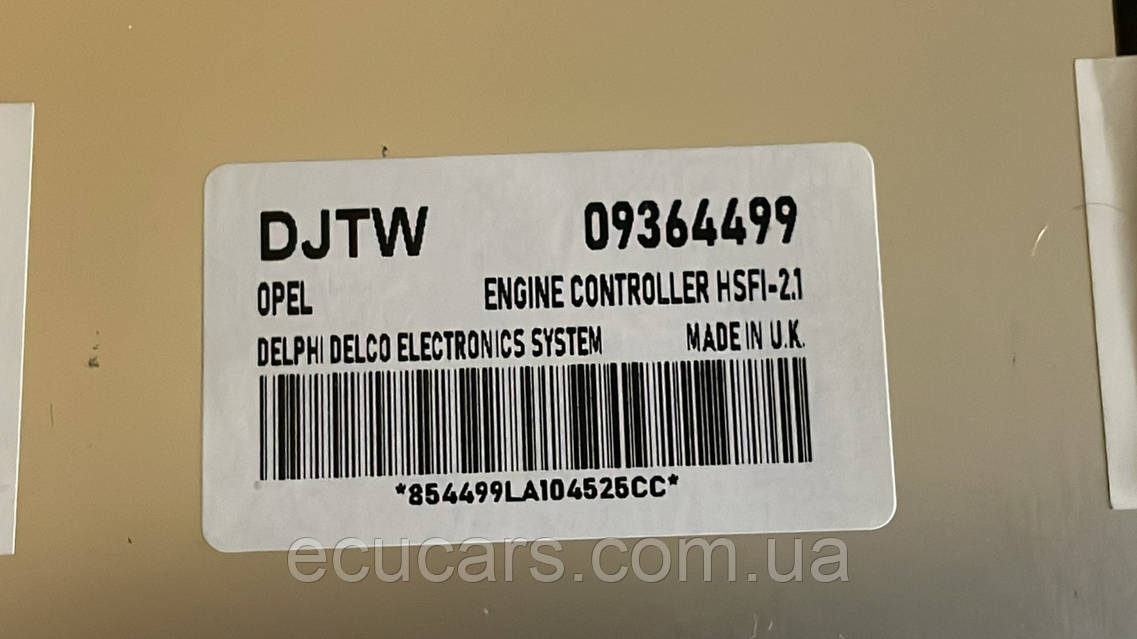 DJTW 09364499
OPEL ENGINE CONTROLLER HSFI-2.1
DELPHI DELCO ELECTRONICS SYSTEM MADE IN U.K.
*854499LA104525CC*
ecucars.com.ua